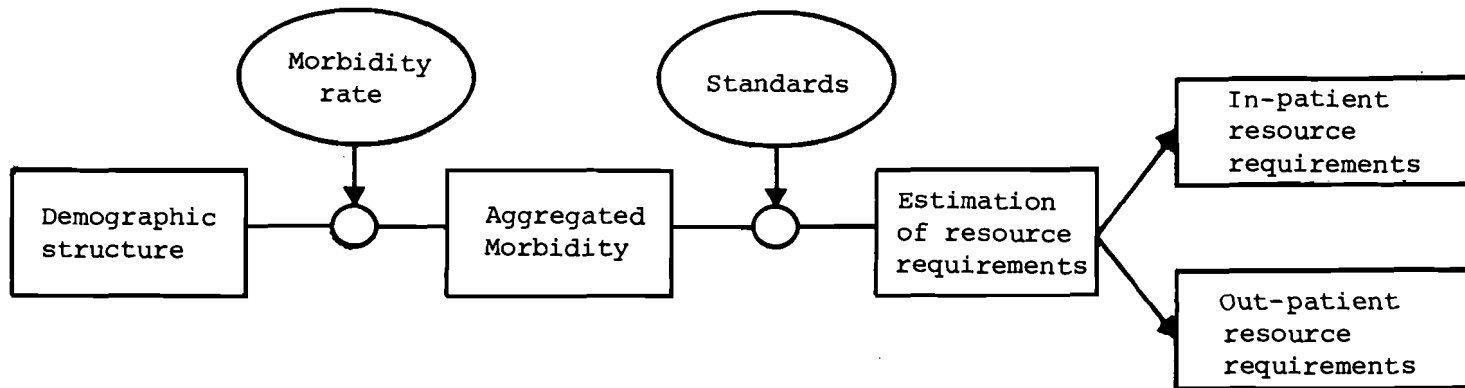 Morbidity
rate
Standards
In-patient
resource
requirements
Demographic
structure
Aggregated
Morbidity
Estimation
of resource
requirements
Out-patient
resource
requirements